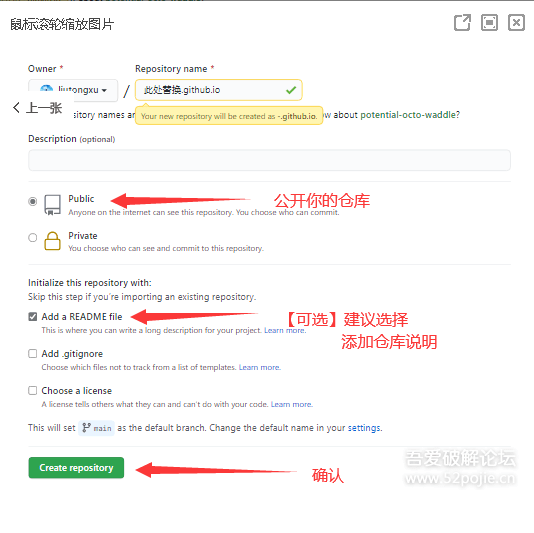 鼠标滚轮缩放图片
Owner *
Repository name *
liutongxu
/
此处替换.github.io
上一张
sitory names ar
Your new repository will be created as -.github.io.
ow about potential-octo-waddle?
Description (optional)
Public
公开你的仓库
Anyone on the internet can see this repository. You choose who can commit.
Private
You choose who can see and commit to this repository.
Initialize this repository with:
Skip this step if you're importing an existing repository.
Add a README file
【可选】建议选择
This is where you can write a long description for your project. Learn more.
添加仓库说明
Add .gitignore
Choose which files not to track from a list of templates. Learn more.
Choose a license
A license tells others what they can and can't do with your code. Learn more.
This will set main as the default branch. Change the default name in your settings.
Create repository
确认
吾爱破解论坛
www.52pojie.cn